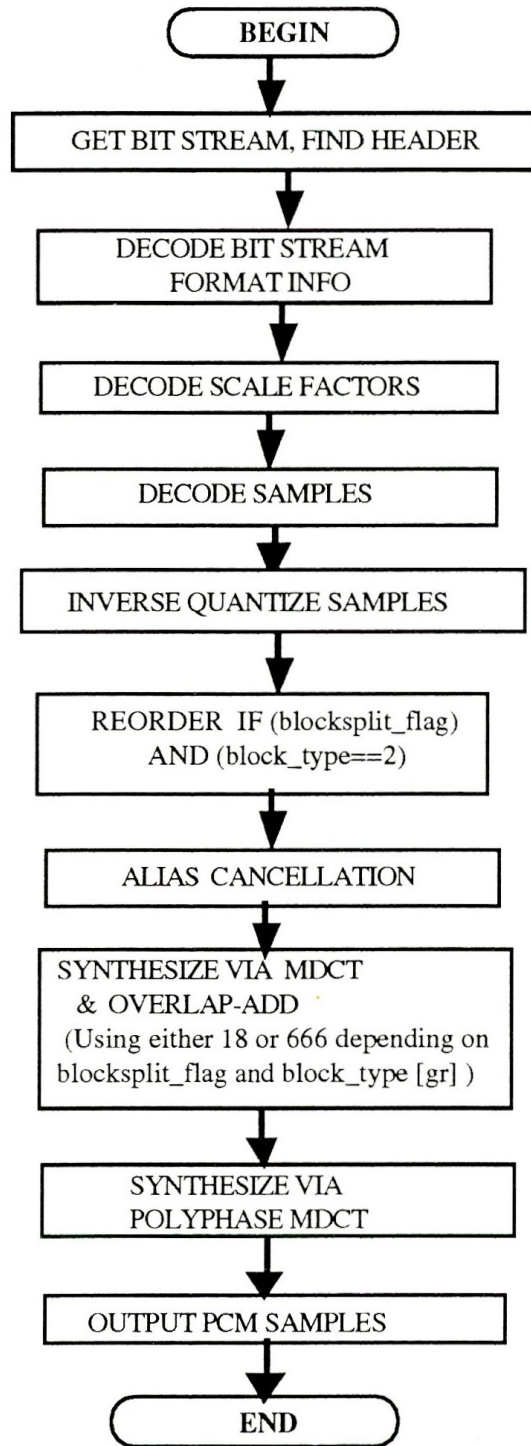 BEGIN
GET BIT STREAM, FIND HEADER
DECODE BIT STREAM
FORMAT INFO
DECODE SCALE FACTORS
DECODE SAMPLES
INVERSE QUANTIZE SAMPLES
REORDER IF (blocksplit_flag)
AND (block_type==2)
ALIAS CANCELLATION
SYNTHESIZE VIA MDCT
& OVERLAP-ADD
(Using either 18 or 666 depending on
blocksplit_flag and block_type [gr] )
SYNTHESIZE VIA
POLYPHASE MDCT
OUTPUT PCM SAMPLES
END